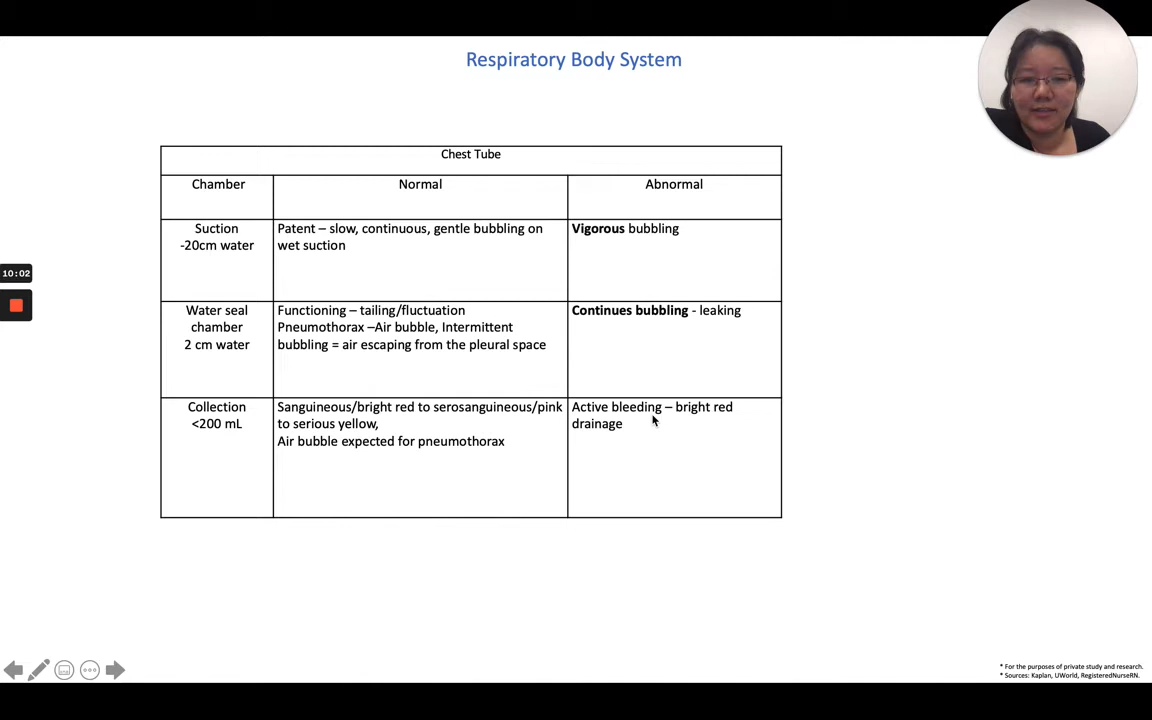 Respiratory Body System
Chest Tube
Chamber
Normal
Abnormal
Suction
-20cm water
Patent – slow, continuous, gentle bubbling on
wet suction
Vigorous bubbling
Water seal
chamber
2 cm water
Functioning – tailing/fluctuation
Pneumothorax –Air bubble, Intermittent
bubbling = air escaping from the pleural space
Continues bubbling - leaking
Collection
<200 mL
Sanguineous/bright red to serosanguineous/pink
to serious yellow,
Air bubble expected for pneumothorax
Active bleeding – bright red
drainage
10:02
* For the purposes of private study and research.
* Sources: Kaplan, UWorld, RegisteredNurseRN.